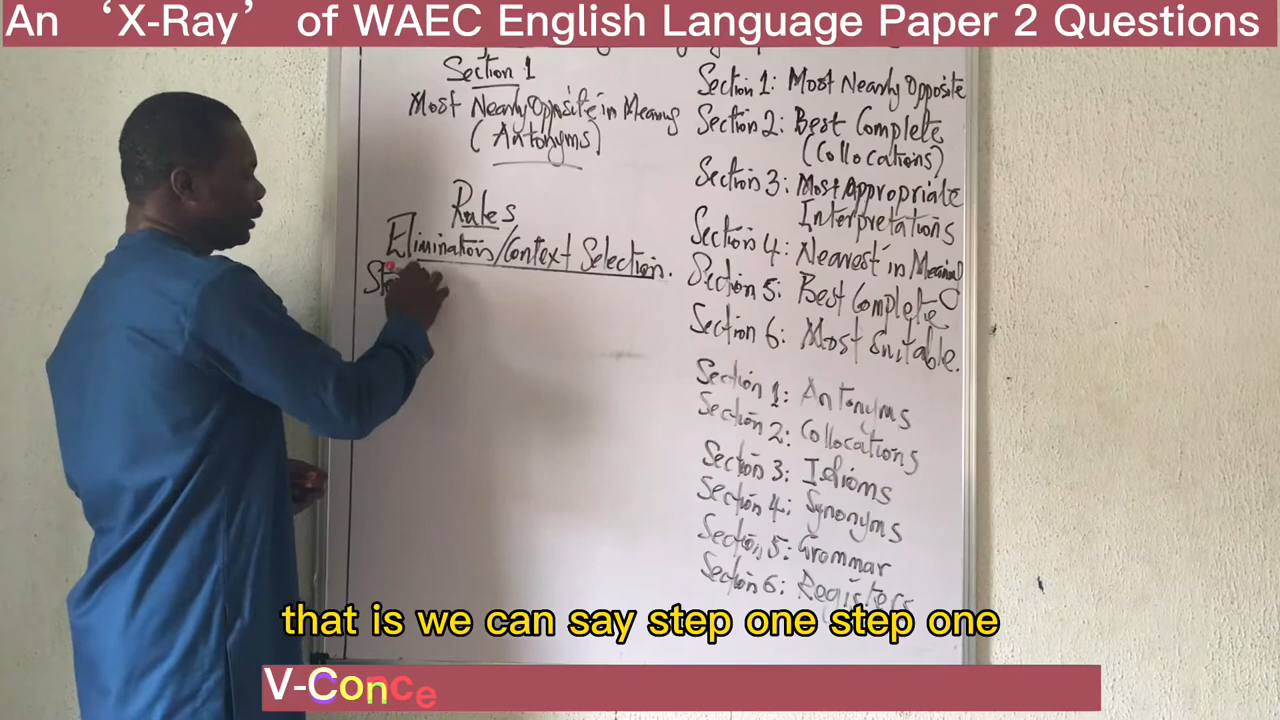 An ‘X-Ray’ of WAEC English Language Paper 2 Questions
Section 1
Most Nearly Opposite in Meaning
(Antonyms)
Rules
Elimination/Context Selection.
Section 1: Most Nearly Opposite
Section 2: Best Complete
(Collocations)
Section 3: Most Appropriate
Interpretations
Section 4: Nearest in Meaning
Section 5: Best Complete
Section 6: Most Suitable.
Section 1: Antonyms
Section 2: Collocations
Section 3: Idioms
Section 4: Synonyms
Section 5: Grammar
Section 6: Registers
that is we can say step one step one
V-Conce